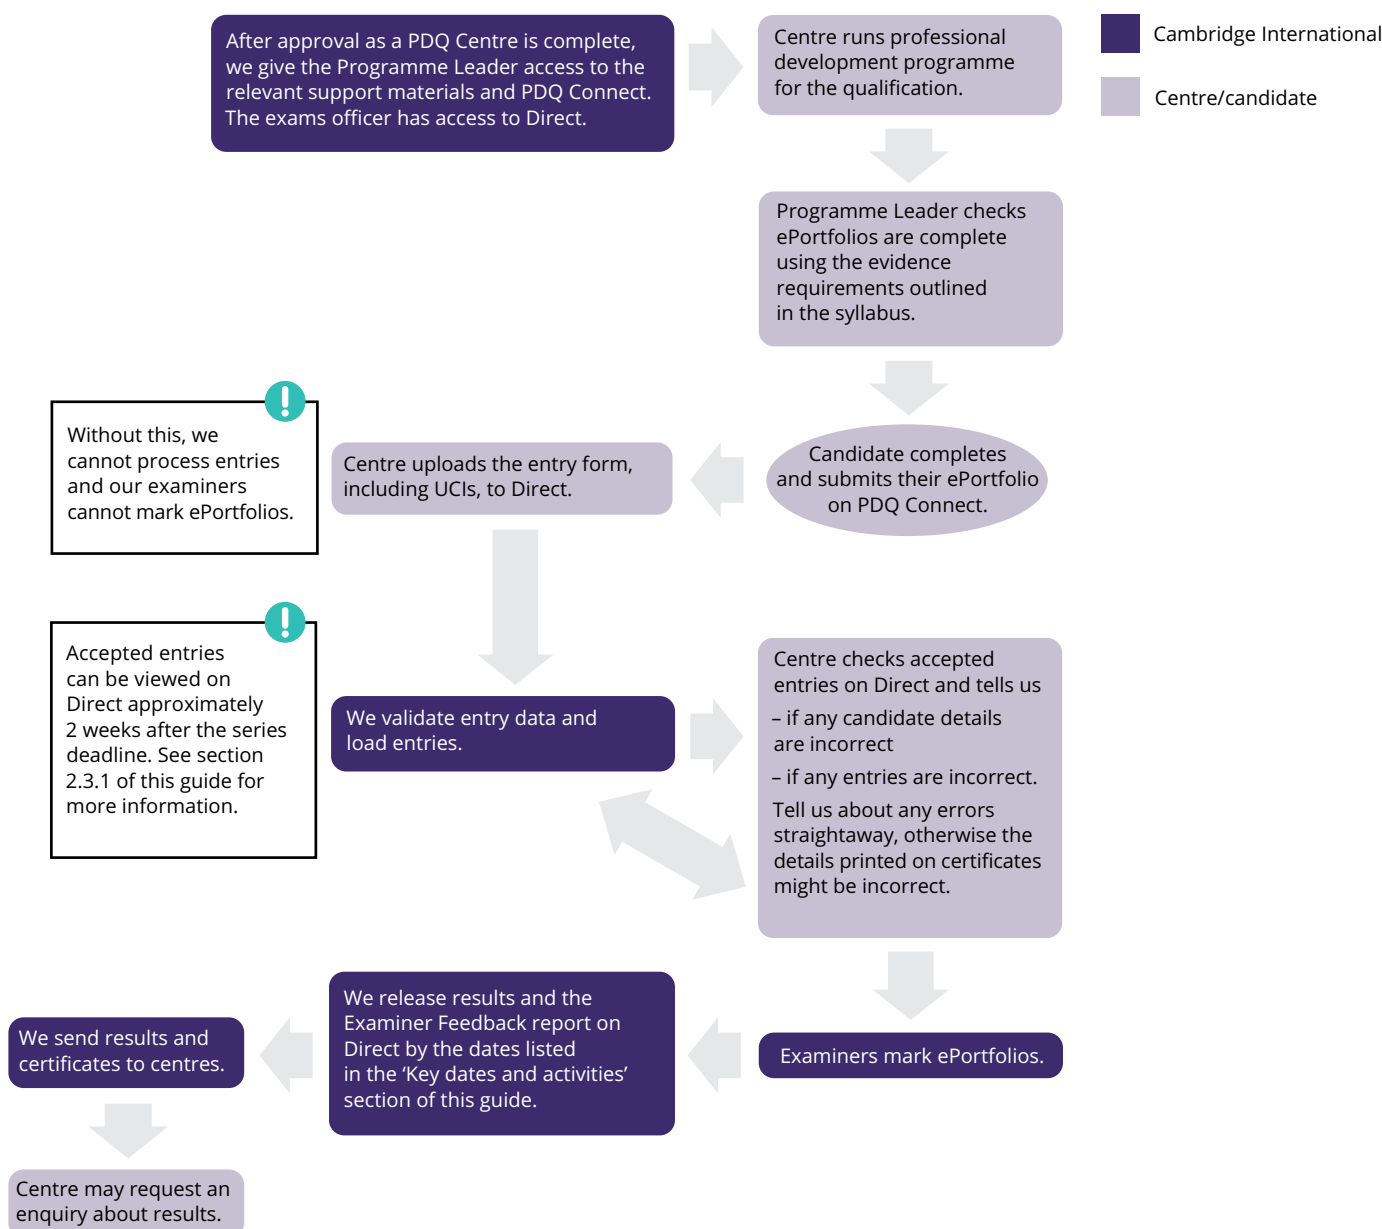 After approval as a PDQ Centre is complete,
we give the Programme Leader access to the
relevant support materials and PDQ Connect.
The exams officer has access to Direct.
Centre runs professional
development programme
for the qualification.
Cambridge International
Centre/candidate
Programme Leader checks
ePortfolios are complete
using the evidence
requirements outlined
in the syllabus.
Candidate completes
and submits their ePortfolio
on PDQ Connect.
Centre uploads the entry form,
including UCIs, to Direct.
!
Without this, we
cannot process entries
and our examiners
cannot mark ePortfolios.
!
Accepted entries
can be viewed on
Direct approximately
2 weeks after the series
deadline. See section
2.3.1 of this guide for
more information.
We validate entry data and
load entries.
Centre checks accepted
entries on Direct and tells us
– if any candidate details
are incorrect
– if any entries are incorrect.
Tell us about any errors
straightaway, otherwise the
details printed on certificates
might be incorrect.
Examiners mark ePortfolios.
We release results and the
Examiner Feedback report on
Direct by the dates listed
in the ‘Key dates and activities’
section of this guide.
We send results and
certificates to centres.
Centre may request an
enquiry about results.